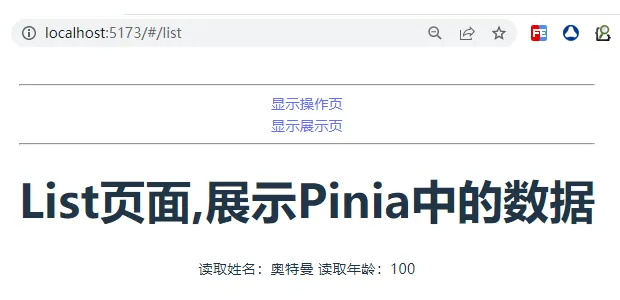 localhost:5173/#/list
显示操作页
显示展示页
List页面,展示Pinia中的数据
读取姓名：奥特曼 读取年龄：100